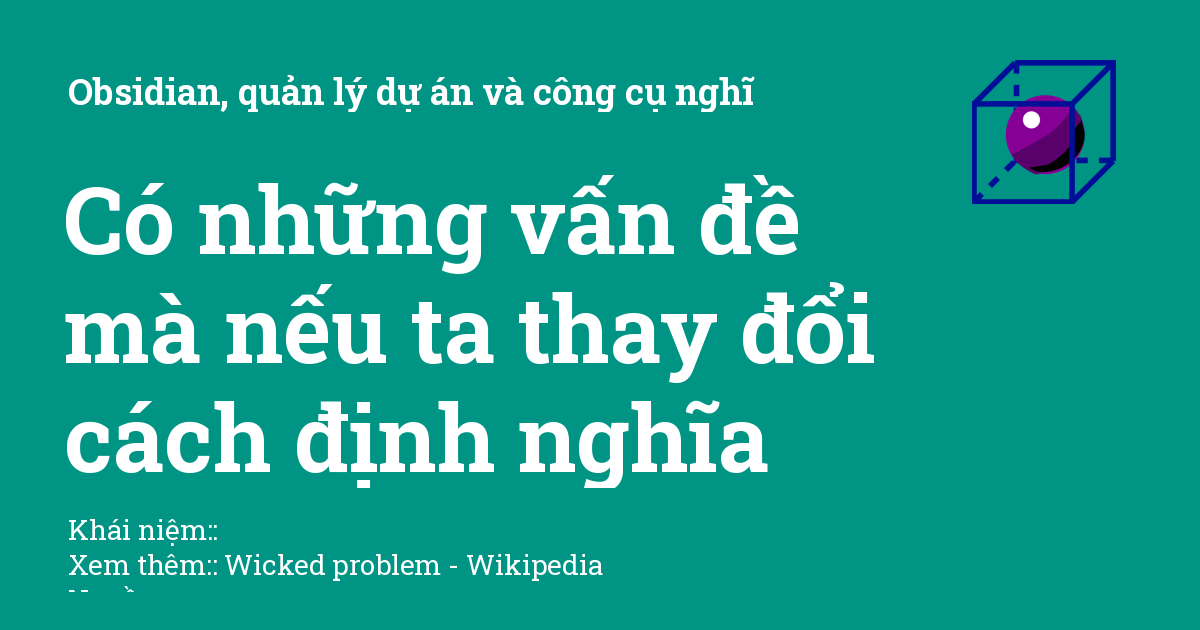 Obsidian, quản lý dự án và công cụ nghĩ
Có những vấn đề
mà nếu ta thay đổi
cách định nghĩa
Khái niệm::
Xem thêm:: Wicked problem - Wikipedia